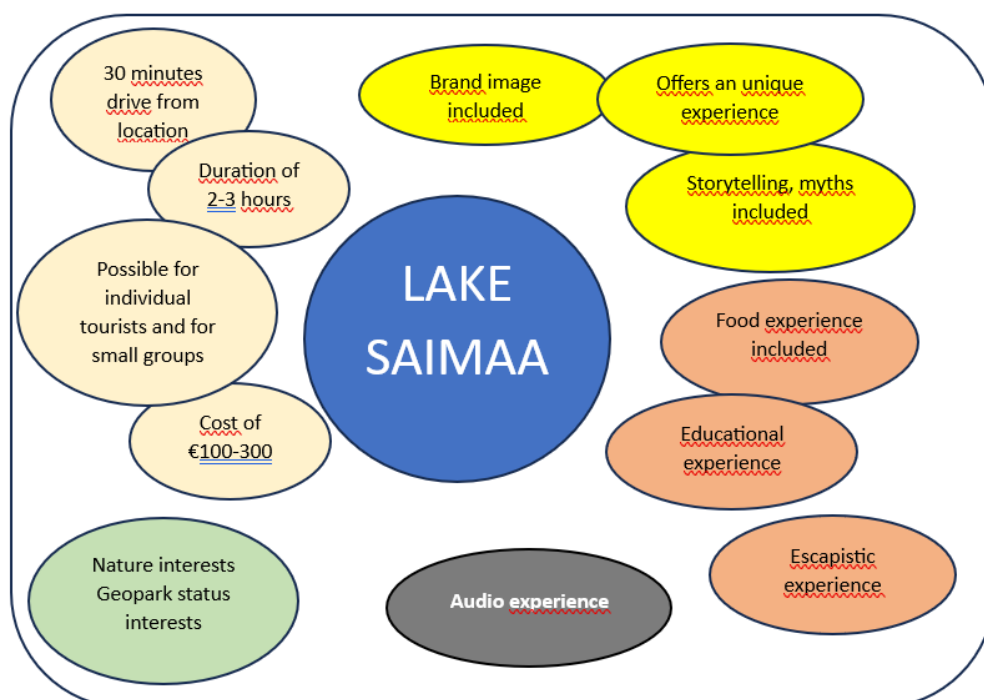 30 minutes
drive from
location
Duration of
2-3 hours
Possible for
individual
tourists and for
small groups
Cost of
€100-300
Nature interests
Geopark status
interests
LAKE
SAIMAA
Brand image
included
Offers an unique
experience
Storytelling, myths
included
Food experience
included
Educational
experience
Escapistic
experience
Audio experience